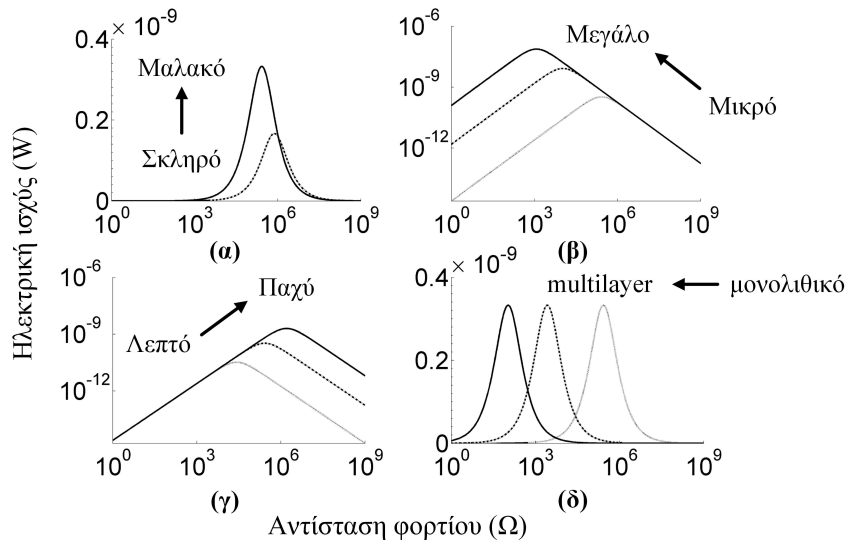 Ηλεκτρική ισχύς (W)
0.4 × 10⁻⁹
0.2
0
Μαλακό
Σκληρό
10⁰ 10³ 10⁶ 10⁹
(α)
10⁻⁶
10⁻⁹
10⁻¹²
Μεγάλο
Μικρό
10⁰ 10³ 10⁶ 10⁹
(β)
10⁻⁶
10⁻⁹
10⁻¹²
Παχύ
Λεπτό
10⁰ 10³ 10⁶ 10⁹
(γ)
0.4 × 10⁻⁹
0.2
0
multilayer μονολιθικό
10⁰ 10³ 10⁶ 10⁹
(δ)
Αντίσταση φορτίου (Ω)